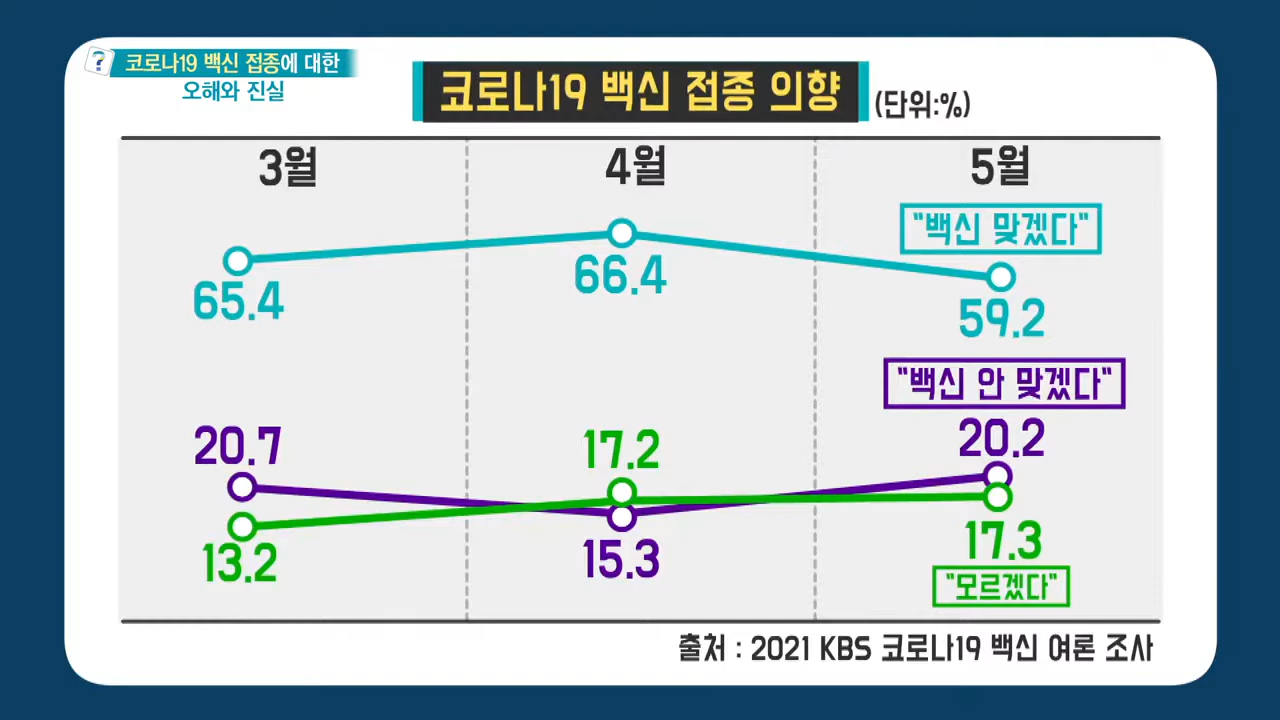 코로나19 백신 접종에 대한
오해와 진실
코로나19 백신 접종 의향 (단위:%)
3월 4월 5월
"백신 맞겠다"
65.4 66.4 59.2
"백신 안 맞겠다"
20.7 17.2 20.2
13.2 15.3 17.3
"모르겠다"
출처 : 2021 KBS 코로나19 백신 여론 조사